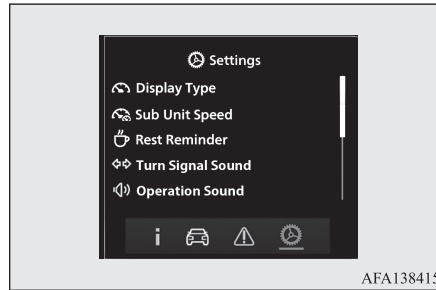 Settings
Display Type
Sub Unit Speed
Rest Reminder
Turn Signal Sound
Operation Sound
i
AFA138415